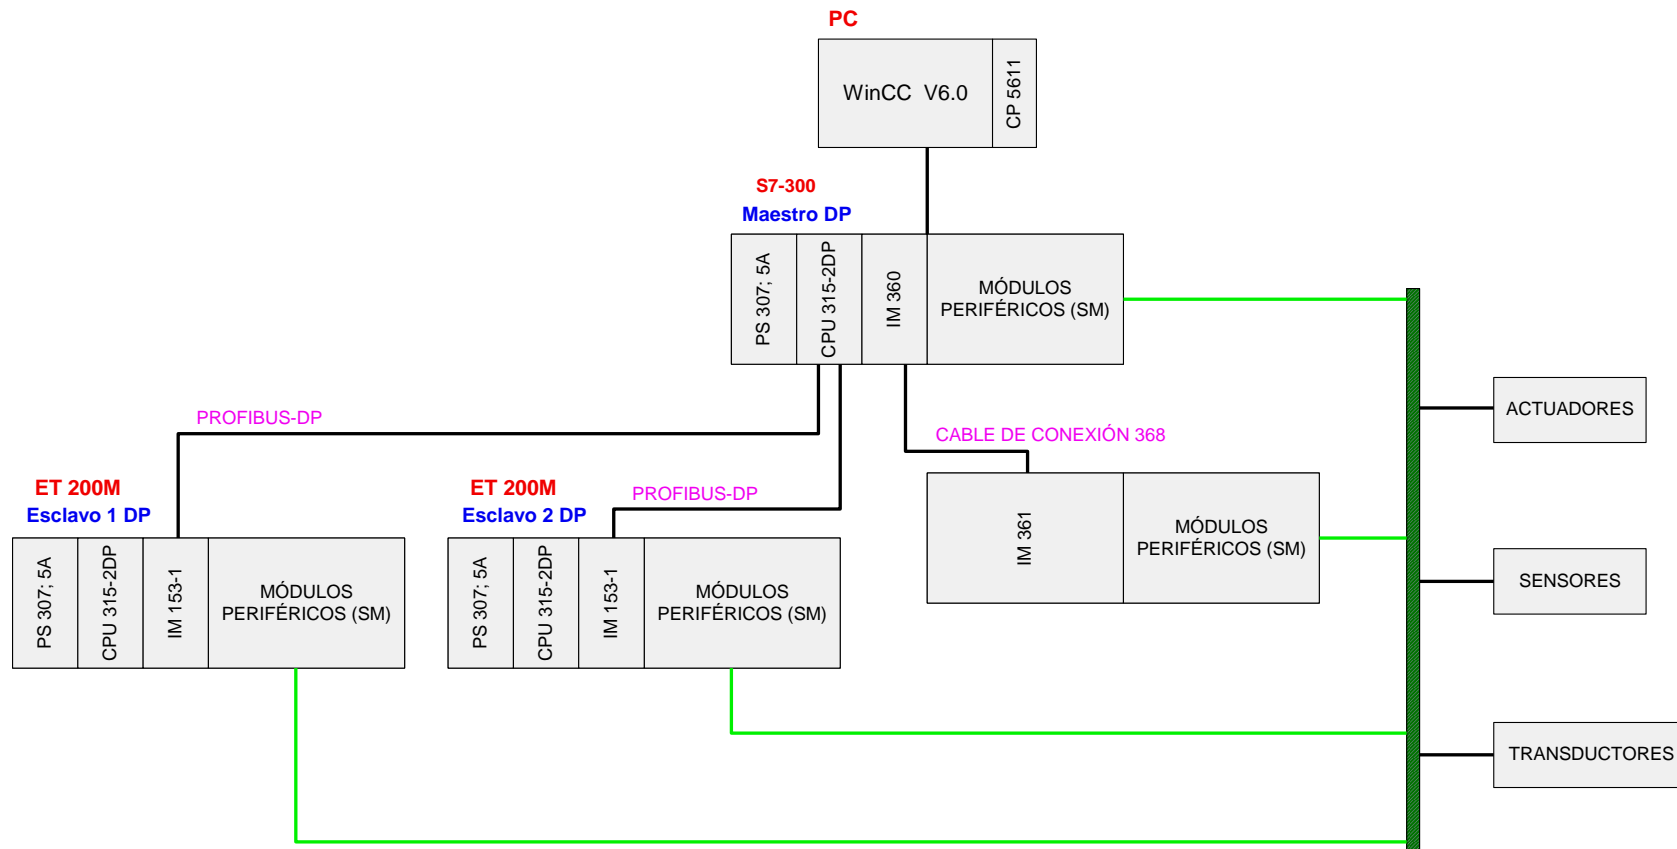 PC
WinCC V6.0
CP 5611
S7-300
Maestro DP
PS 307; 5A
CPU 315-2DP
IM 360
MÓDULOS
PERIFÉRICOS (SM)
ACTUADORES
PROFIBUS-DP
CABLE DE CONEXIÓN 368
ET 200M
Esclavo 1 DP
ET 200M
Esclavo 2 DP
PROFIBUS-DP
IM 361
MÓDULOS
PERIFÉRICOS (SM)
SENSORES
PS 307; 5A
CPU 315-2DP
IM 153-1
MÓDULOS
PERIFÉRICOS (SM)
PS 307; 5A
CPU 315-2DP
IM 153-1
MÓDULOS
PERIFÉRICOS (SM)
TRANSDUCTORES